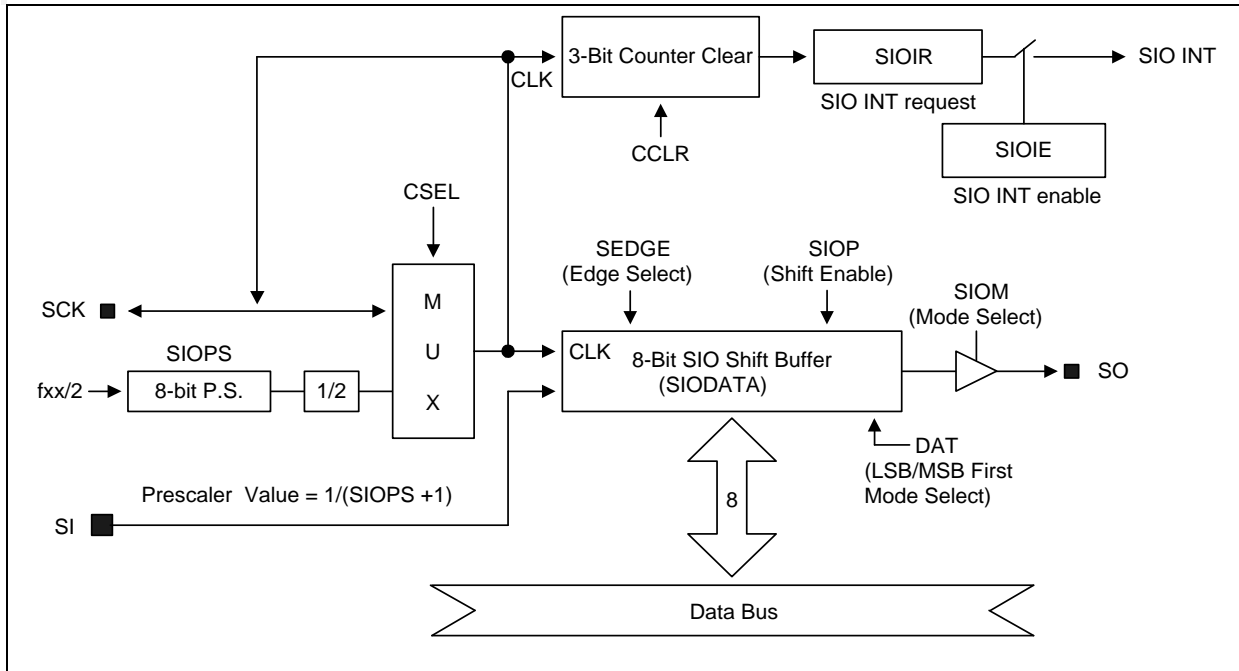 3-Bit Counter Clear
CLK
SIOIR
SIO INT
SIO INT request
CCLR
SIOIE
SIO INT enable
CSEL
SEDGE
(Edge Select)
SIOP
(Shift Enable)
SIOM
(Mode Select)
M
U
X
SCK
SIOPS
fxx/2
8-bit P.S.
1/2
CLK
8-Bit SIO Shift Buffer
(SIODATA)
SO
DAT
(LSB/MSB First
Mode Select)
Prescaler Value = 1/(SIOPS +1)
SI
8
Data Bus